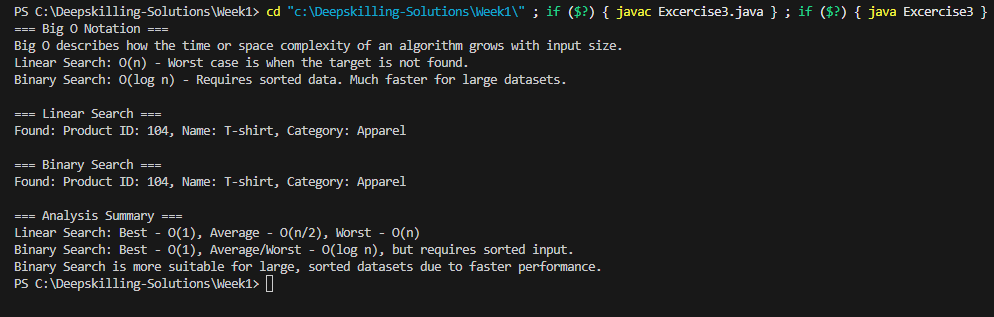 PS C:\Deepskilling-Solutions\Week1> cd "c:\Deepskilling-Solutions\Week1\" ; if ($?) { javac Excercise3.java } ; if ($?) { java Excercise3 }
=== Big O Notation ===
Big O describes how the time or space complexity of an algorithm grows with input size.
Linear Search: O(n) - Worst case is when the target is not found.
Binary Search: O(log n) - Requires sorted data. Much faster for large datasets.
=== Linear Search ===
Found: Product ID: 104, Name: T-shirt, Category: Apparel
=== Binary Search ===
Found: Product ID: 104, Name: T-shirt, Category: Apparel
=== Analysis Summary ===
Linear Search: Best - O(1), Average - O(n/2), Worst - O(n)
Binary Search: Best - O(1), Average/Worst - O(log n), but requires sorted input.
Binary Search is more suitable for large, sorted datasets due to faster performance.
PS C:\Deepskilling-Solutions\Week1>